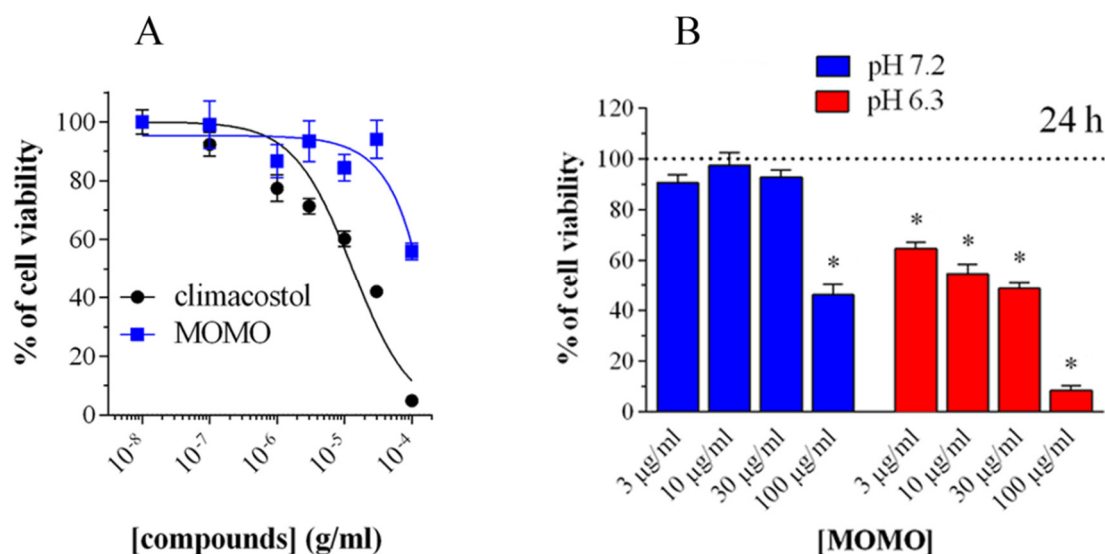 A
% of cell viability
100
80
60
40
20
0
climacostol
MOMO
10-8
10-7
10-6
10-5
10-4
[compounds] (g/ml)
B
pH 7.2
pH 6.3
24 h
% of cell viability
120
100
80
60
40
20
0
*
*
*
*
*
3 µg/ml
10 µg/ml
30 µg/ml
100 µg/ml
3 µg/ml
10 µg/ml
30 µg/ml
100 µg/ml
[MOMO]